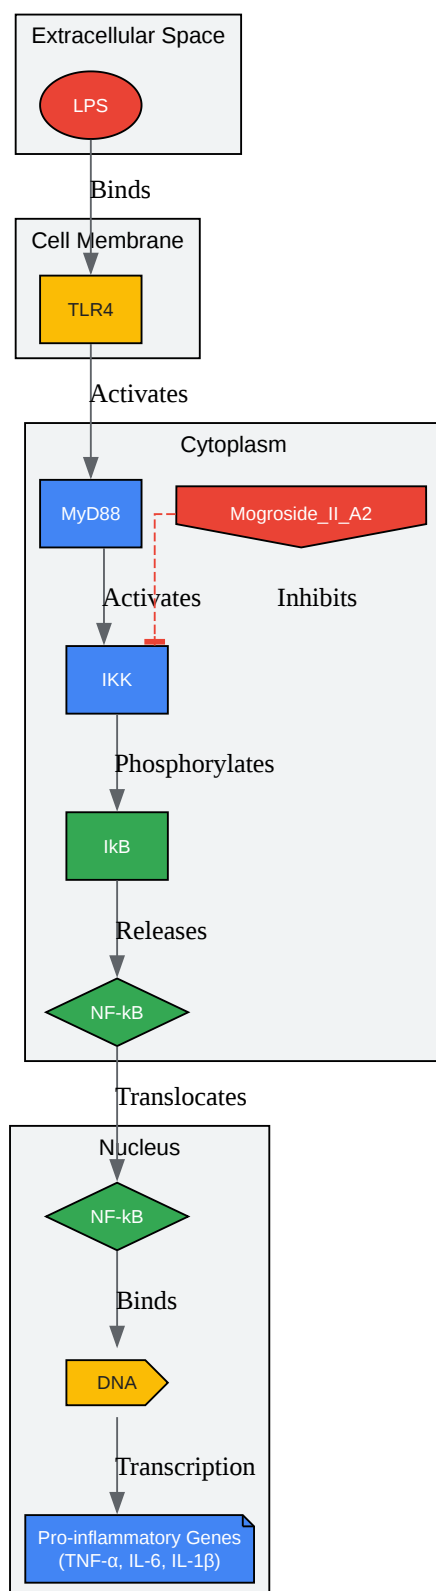 Extracellular Space
LPS
Binds
Cell Membrane
TLR4
Activates
Cytoplasm
MyD88
Mogroside_II_A2
Activates
Inhibits
IKK
Phosphorylates
IkB
Releases
NF-kB
Translocates
Nucleus
NF-kB
Binds
DNA
Transcription
Pro-inflammatory Genes
(TNF-α, IL-6, IL-1β)